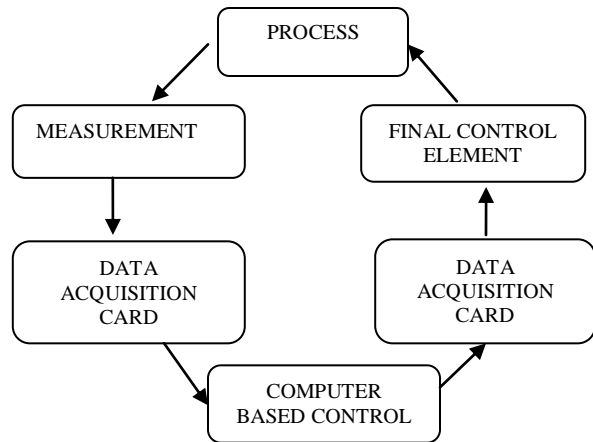 PROCESS
MEASUREMENT
FINAL CONTROL
ELEMENT
DATA
ACQUISITION
CARD
DATA
ACQUISITION
CARD
COMPUTER
BASED CONTROL